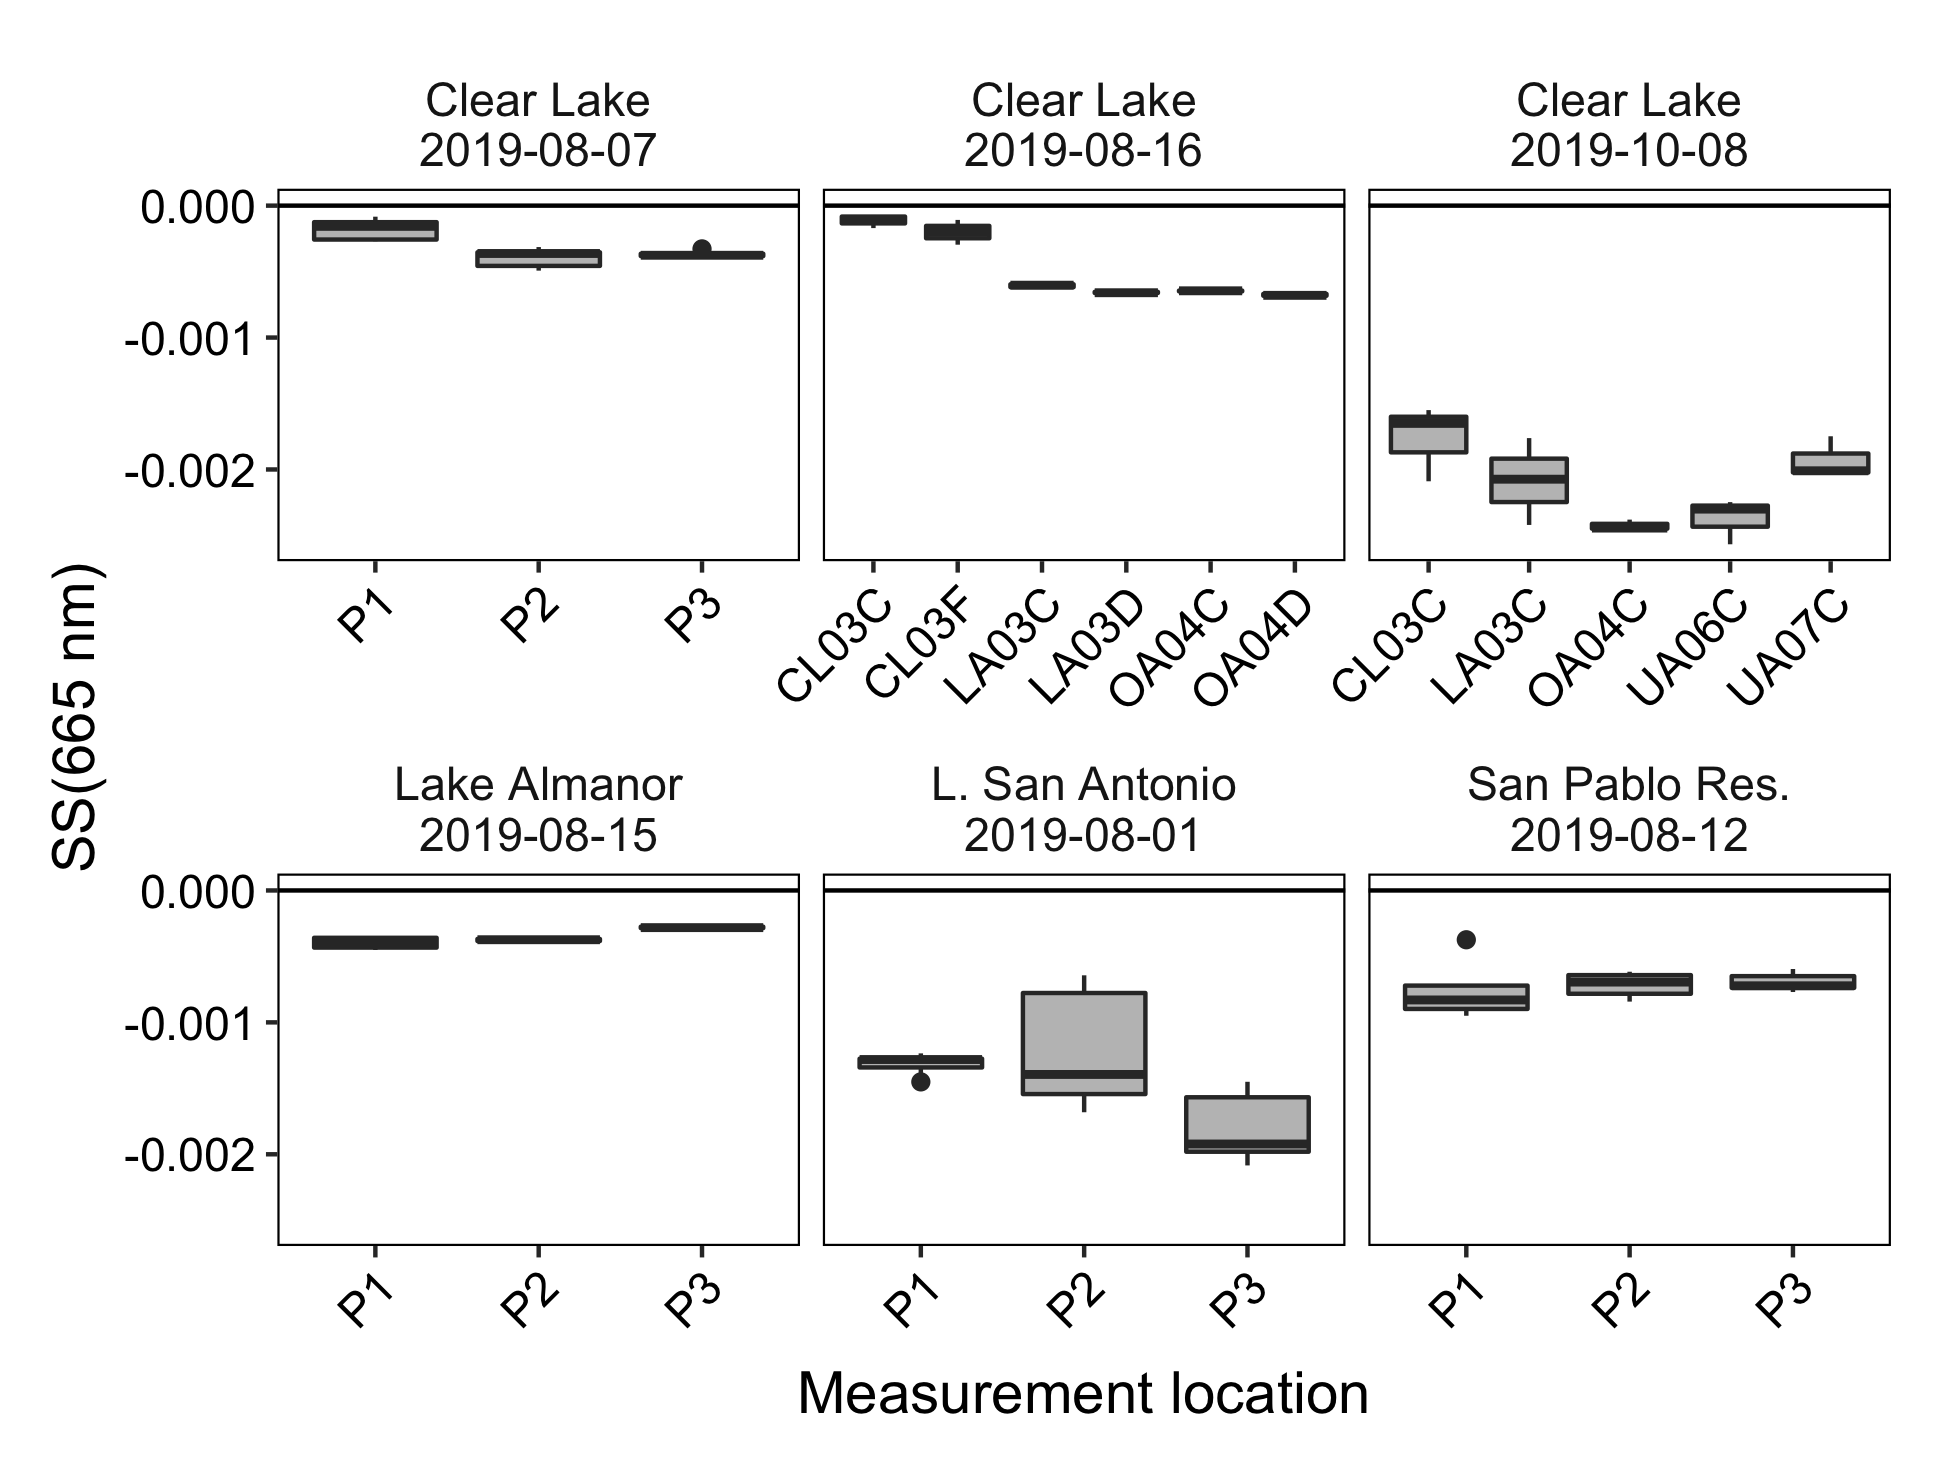 Clear Lake
2019-08-07
Clear Lake
2019-08-16
Clear Lake
2019-10-08
0.000
-0.001
-0.002
P1
P2
P3
CL03C
CL03F
LA03C
LA03D
OA04C
OA04D
CL03C
LA03C
OA04C
UA06C
UA07C
SS(665 nm)
Lake Almanor
2019-08-15
L. San Antonio
2019-08-01
San Pablo Res.
2019-08-12
0.000
-0.001
-0.002
P1
P2
P3
P1
P2
P3
P1
P2
P3
Measurement location